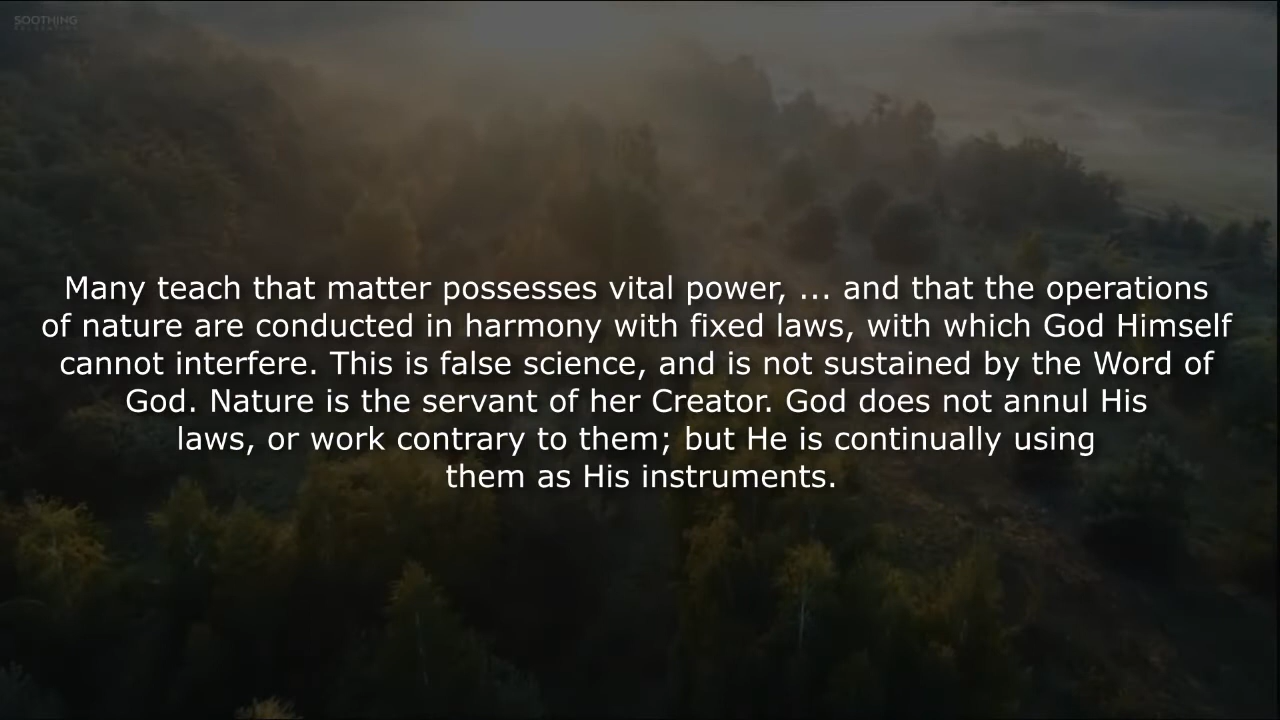 SOOTHING
RELAXATION
Many teach that matter possesses vital power, ... and that the operations
of nature are conducted in harmony with fixed laws, with which God Himself
cannot interfere. This is false science, and is not sustained by the Word of
God. Nature is the servant of her Creator. God does not annul His
laws, or work contrary to them; but He is continually using
them as His instruments.